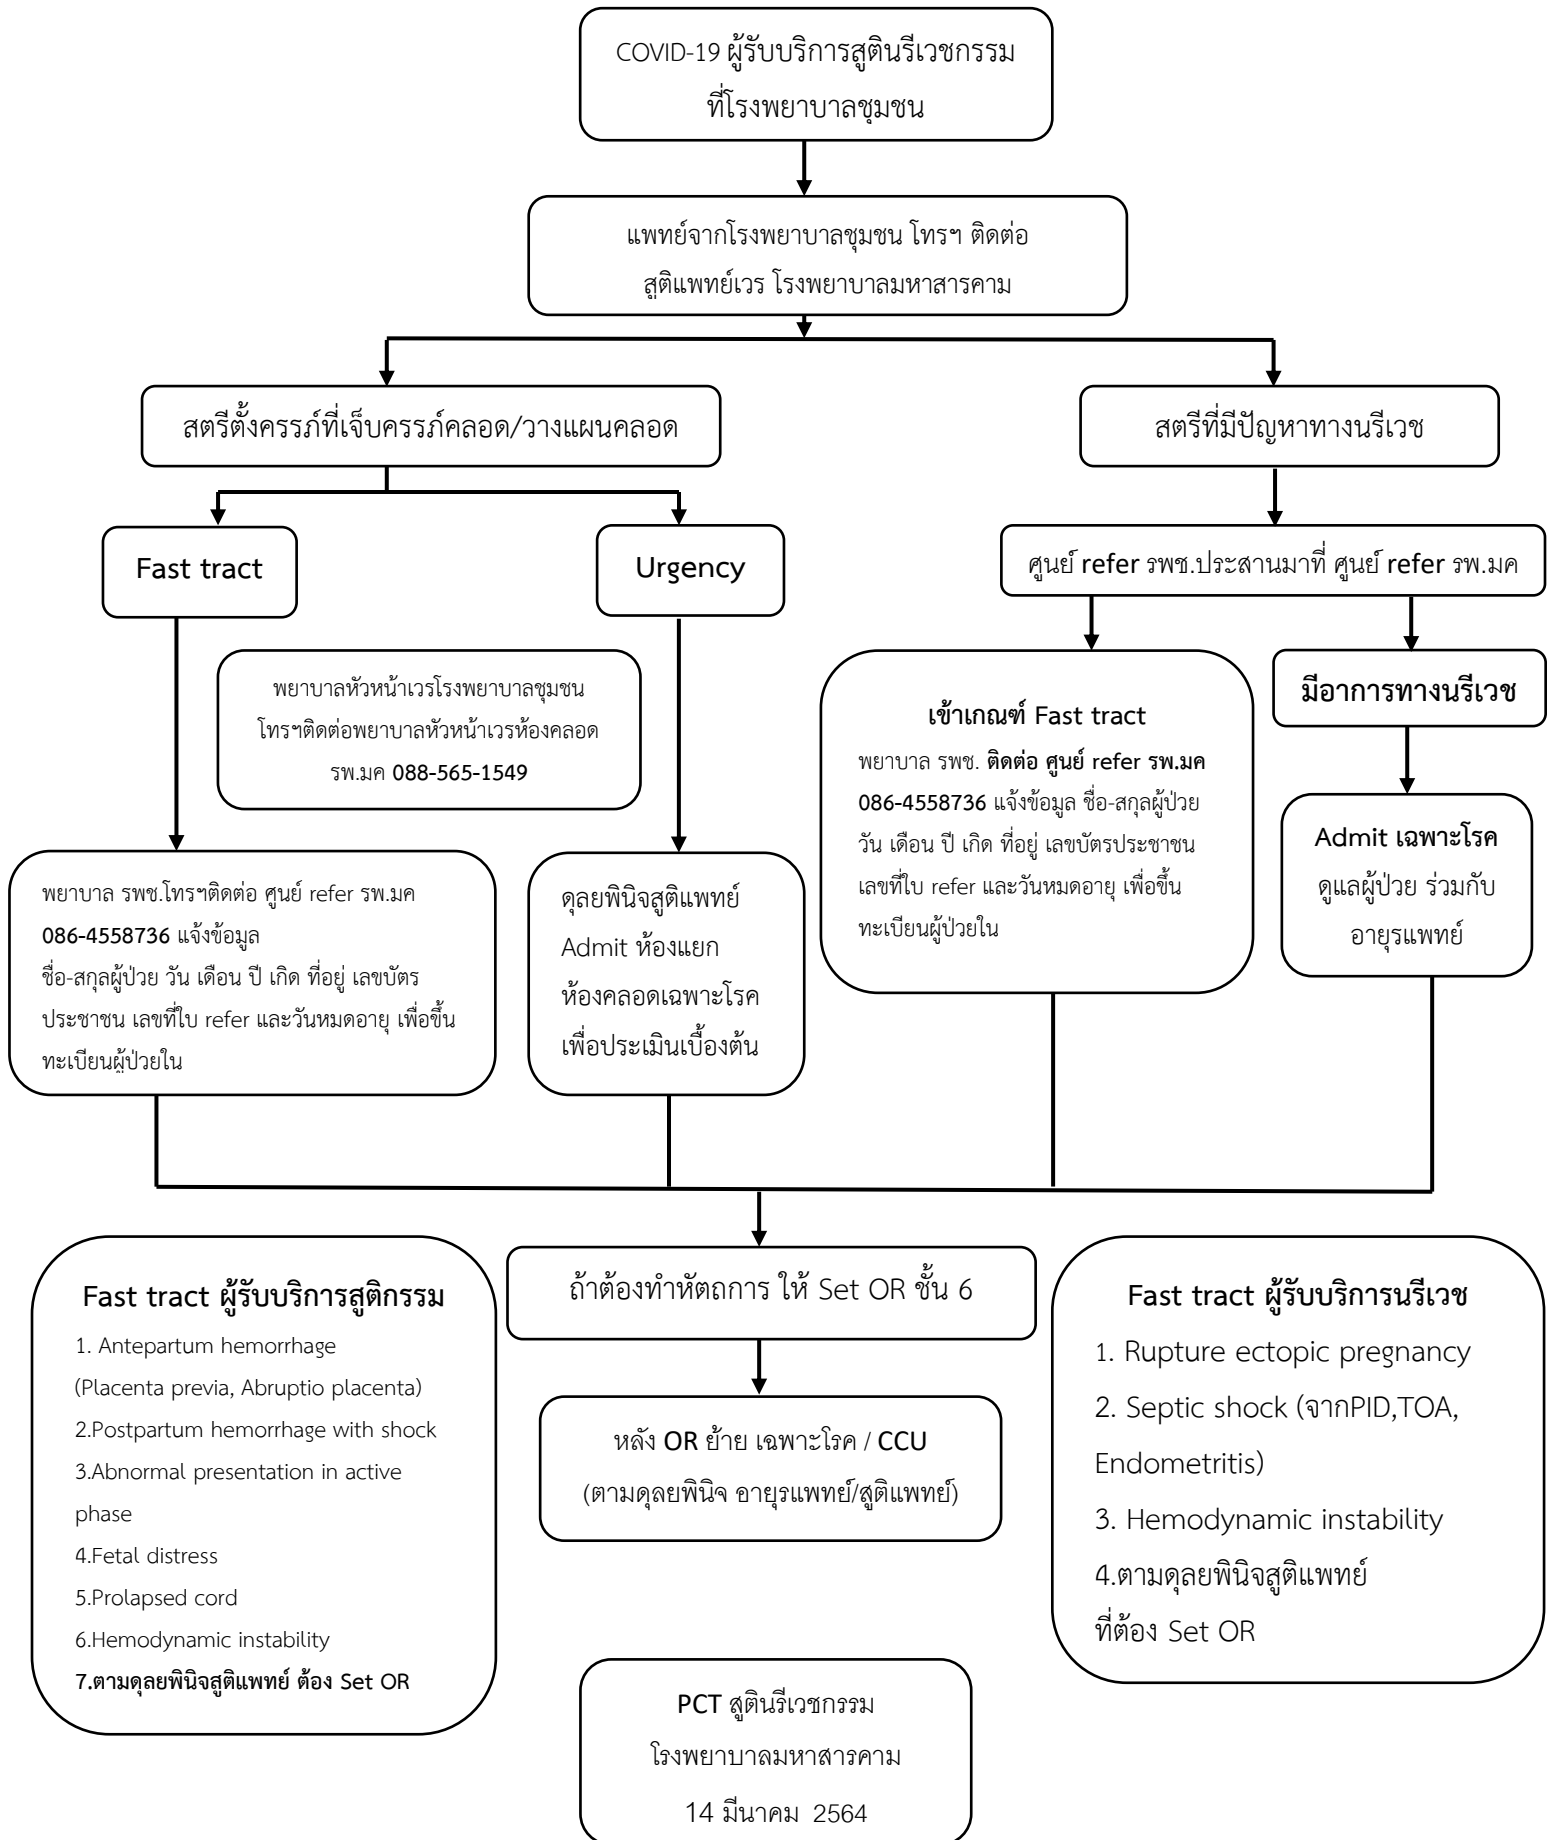 COVID-19 ผู้รับบริการสูตินรีเวชกรรม
ที่โรงพยาบาลชุมชน
แพทย์จากโรงพยาบาลชุมชน โทรฯ ติดต่อ
สูติแพทย์เวร โรงพยาบาลมหาสารคาม
สตรีตั้งครรภ์ที่เจ็บครรภ์คลอด/วางแผนคลอด
สตรีที่มีปัญหาทางนรีเวช
Fast tract
Urgency
ศูนย์ refer รพช.ประสานมาที่ ศูนย์ refer รพ.มค
พยาบาลหัวหน้าเวรโรงพยาบาลชุมชน
โทรฯติดต่อพยาบาลหัวหน้าเวรห้องคลอด
รพ.มค 088-565-1549
เข้าเกณฑ์ Fast tract
พยาบาล รพช. ติดต่อ ศูนย์ refer รพ.มค
086-4558736 แจ้งข้อมูล ชื่อ-สกุลผู้ป่วย
วัน เดือน ปี เกิด ที่อยู่ เลขบัตรประชาชน
เลขที่ใบ refer และวันหมดอายุ เพื่อขึ้น
ทะเบียนผู้ป่วยใน
มีอาการทางนรีเวช
Admit เฉพาะโรค
ดูแลผู้ป่วย ร่วมกับ
อายุรแพทย์
พยาบาล รพช.โทรฯติดต่อ ศูนย์ refer รพ.มค
086-4558736 แจ้งข้อมูล
ชื่อ-สกุลผู้ป่วย วัน เดือน ปี เกิด ที่อยู่ เลขบัตร
ประชาชน เลขที่ใบ refer และวันหมดอายุ เพื่อขึ้น
ทะเบียนผู้ป่วยใน
ดุลยพินิจสูติแพทย์
Admit ห้องแยก
ห้องคลอดเฉพาะโรค
เพื่อประเมินเบื้องต้น
ถ้าต้องทำหัตถการ ให้ Set OR ชั้น 6
หลัง OR ย้าย เฉพาะโรค / CCU
(ตามดุลยพินิจ อายุรแพทย์/สูติแพทย์)
Fast tract ผู้รับบริการสูติกรรม
1. Antepartum hemorrhage
(Placenta previa, Abruptio placenta)
2.Postpartum hemorrhage with shock
3.Abnormal presentation in active
phase
4.Fetal distress
5.Prolapsed cord
6.Hemodynamic instability
7.ตามดุลยพินิจสูติแพทย์ ต้อง Set OR
Fast tract ผู้รับบริการนรีเวช
1. Rupture ectopic pregnancy
2. Septic shock (จากPID,TOA,
Endometritis)
3. Hemodynamic instability
4.ตามดุลยพินิจสูติแพทย์
ที่ต้อง Set OR
PCT สูตินรีเวชกรรม
โรงพยาบาลมหาสารคาม
14 มีนาคม 2564